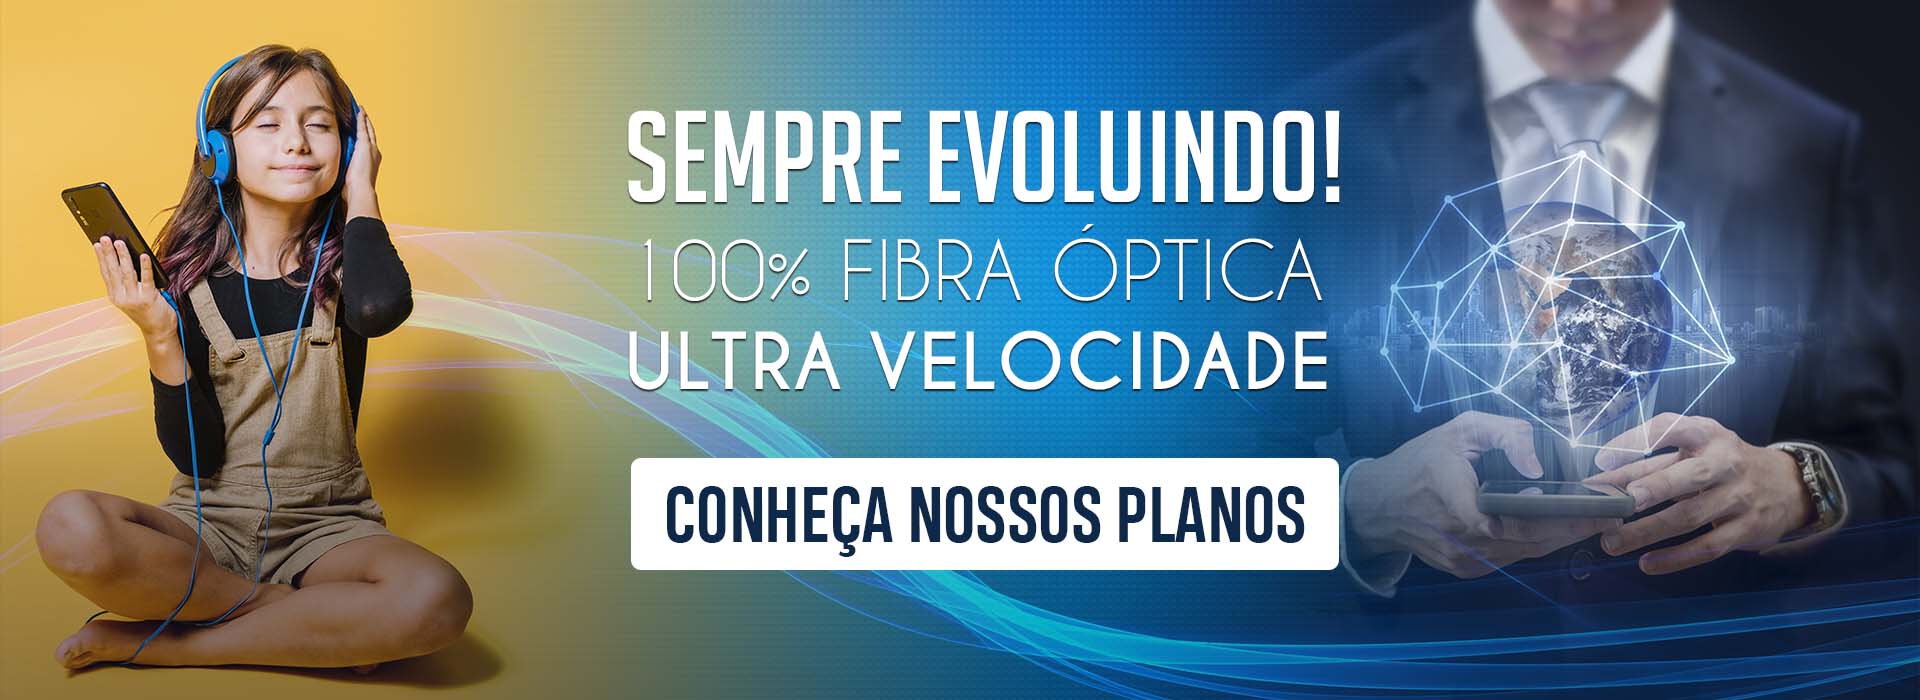 SEMPRE EVOLUINDO!
100% FIBRA ÓPTICA
ULTRA VELOCIDADE
CONHEÇA NOSSOS PLANOS